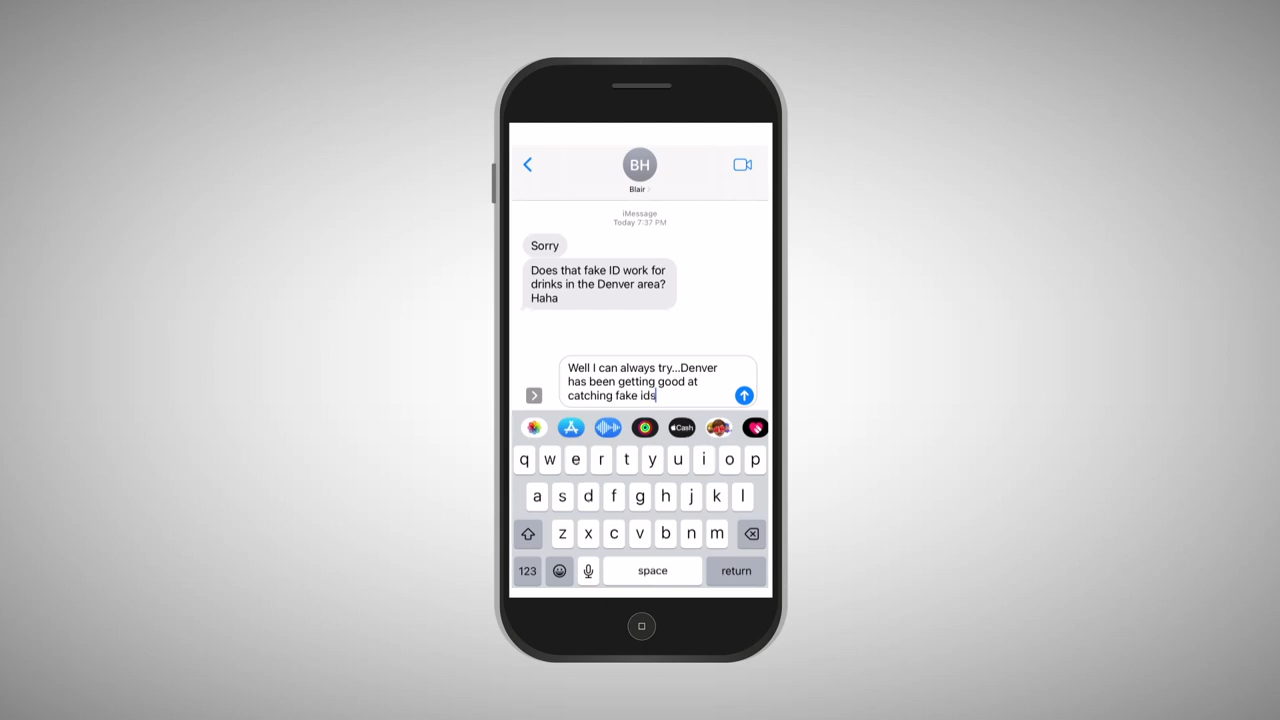 BH
Blair
iMessage
Today 7:37 PM
Sorry
Does that fake ID work for
drinks in the Denver area?
Haha
Well I can always try...Denver
has been getting good at
catching fake ids
Cash
q w e r t y u i o p
a s d f g h j k l
z x c v b n m
123 space return